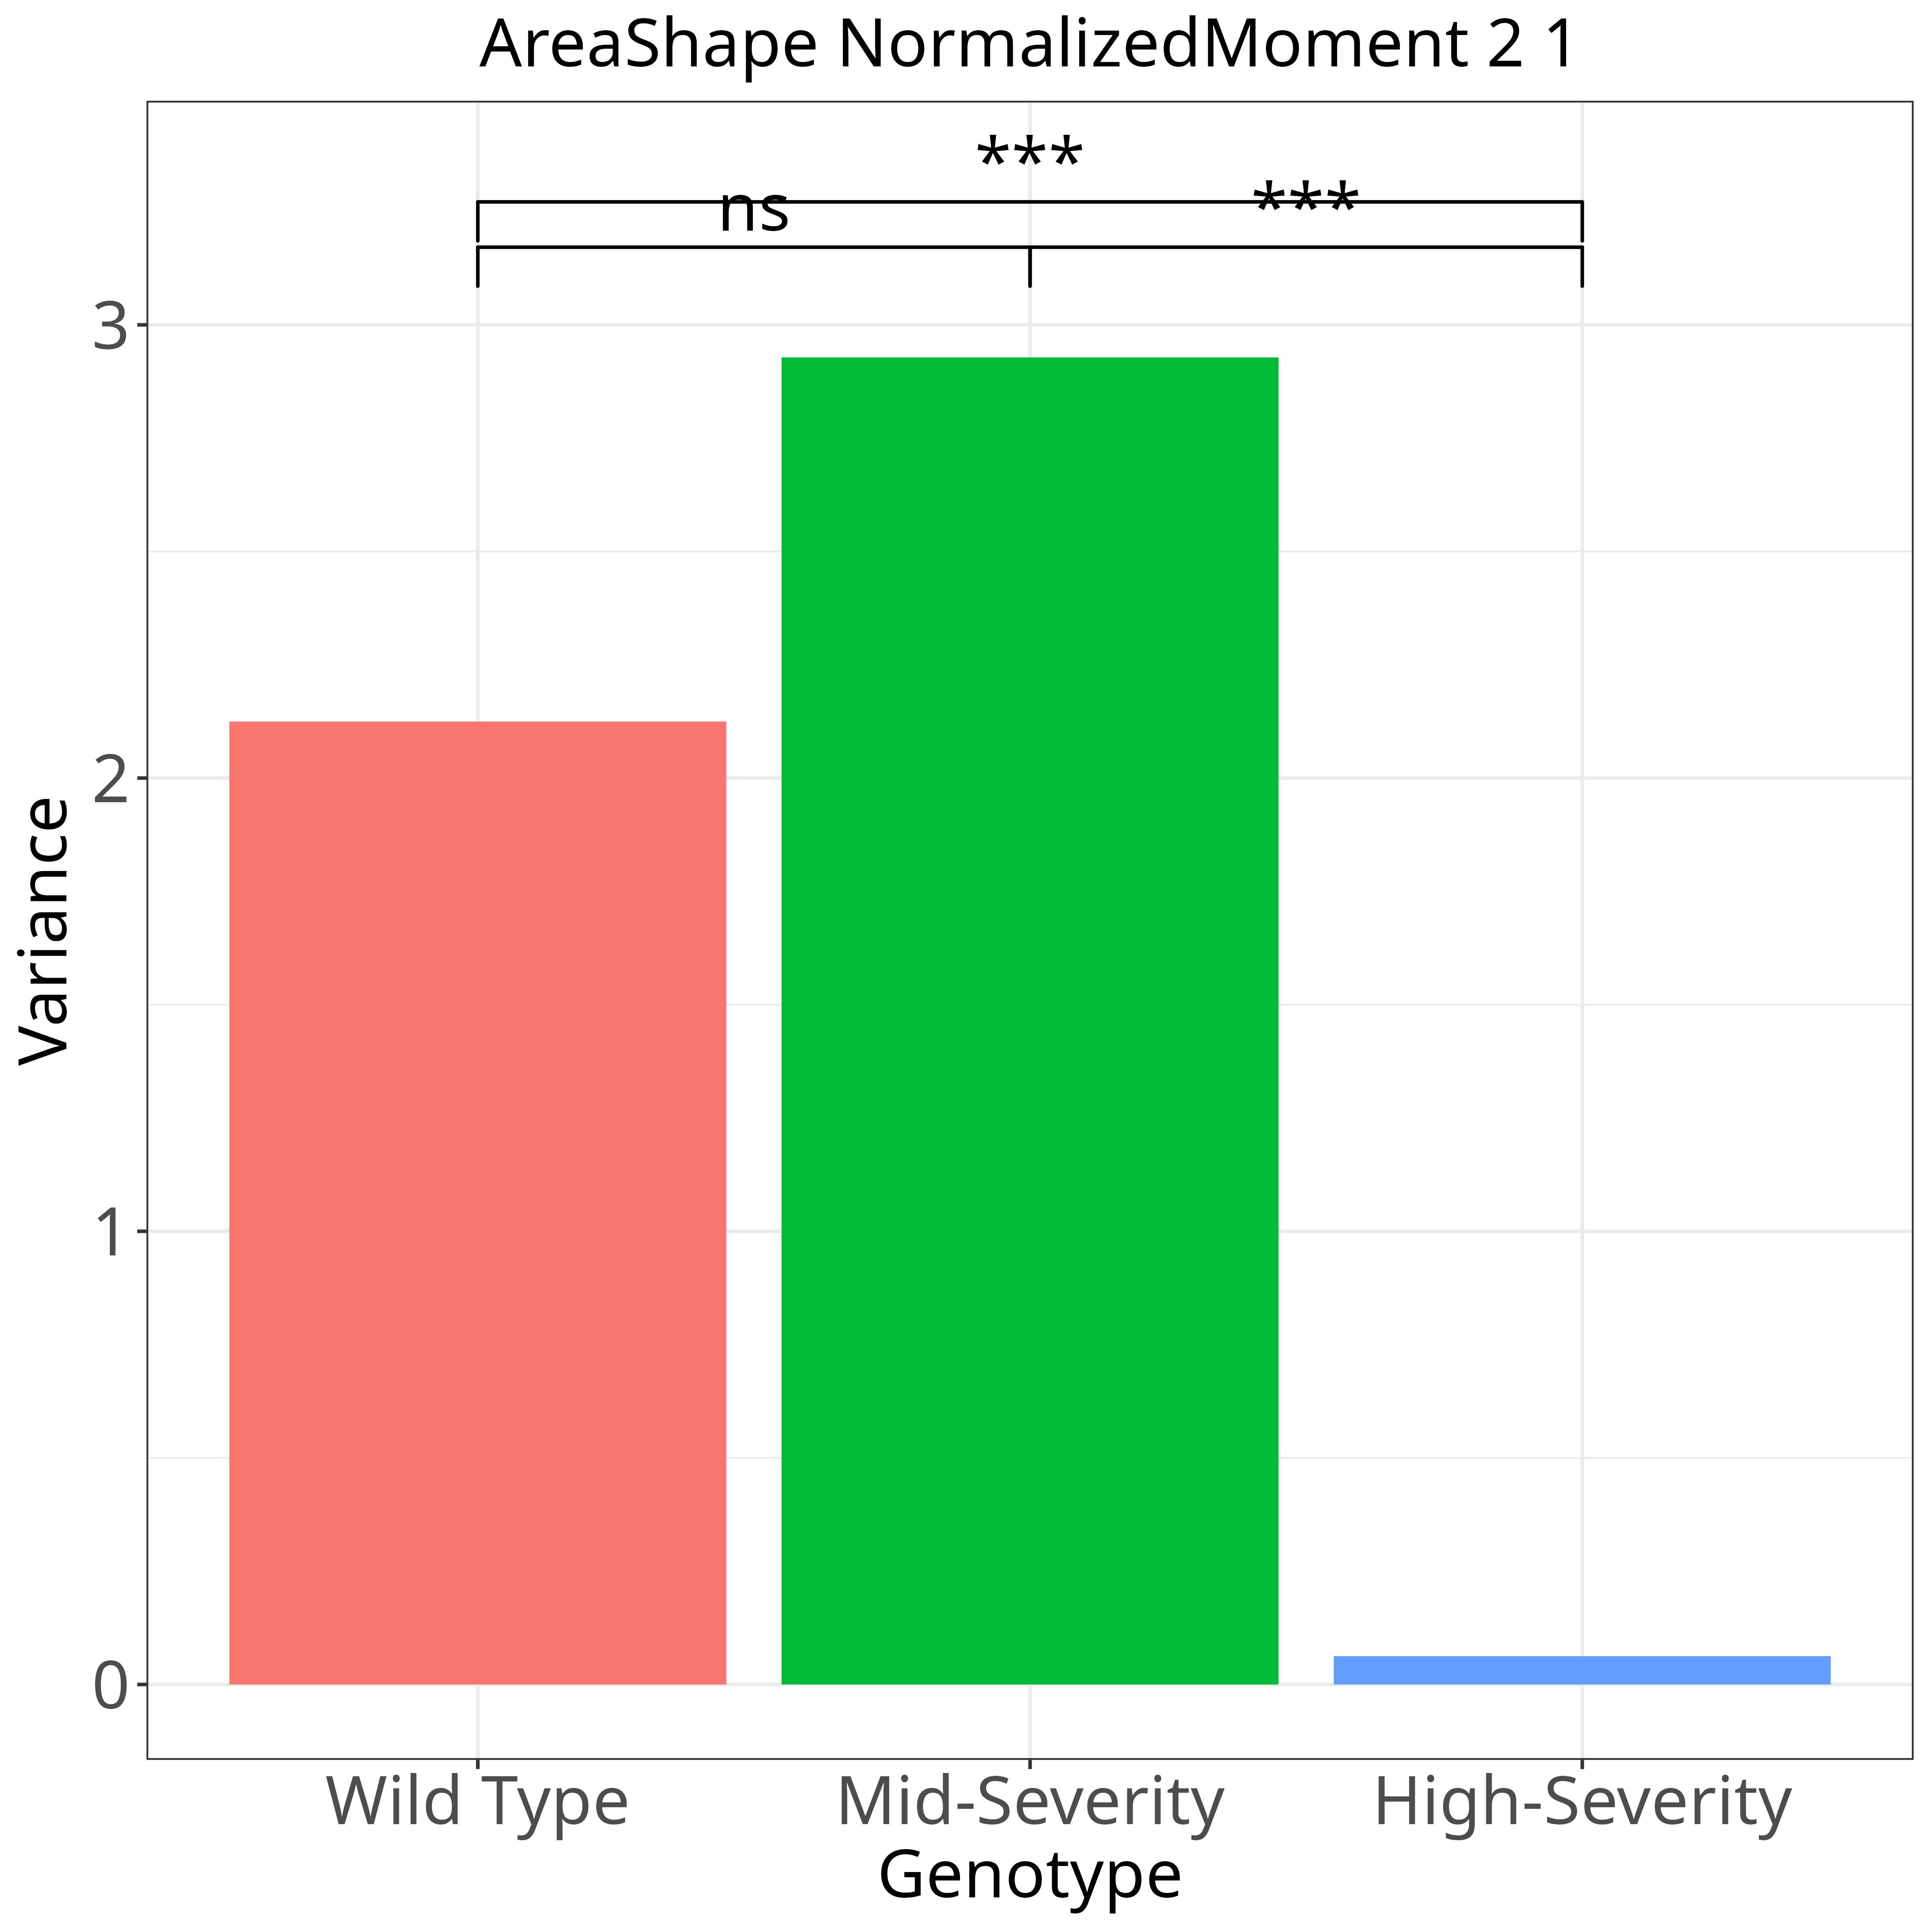 AreaShape NormalizedMoment 2 1
***
ns ***
3
2
1
0
Variance
Wild Type Mid-Severity High-Severity
Genotype